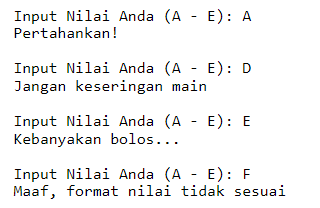 Input Nilai Anda (A - E): A
Pertahankan!
Input Nilai Anda (A - E): D
Jangan keseringan main
Input Nilai Anda (A - E): E
Kebanyakan bolos...
Input Nilai Anda (A - E): F
Maaf, format nilai tidak sesuai